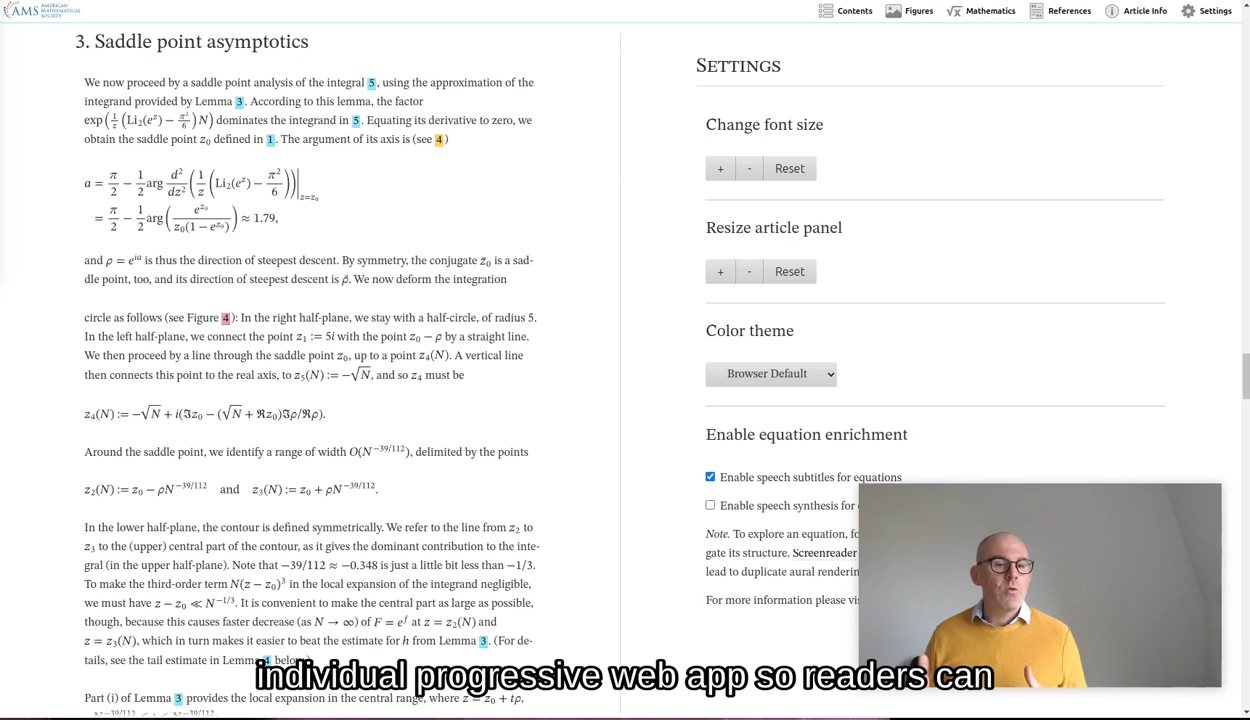 AMS AMERICAN MATHEMATICAL SOCIETY
Contents Figures Mathematics References Article Info Settings
3. Saddle point asymptotics
We now proceed by a saddle point analysis of the integral 5, using the approximation of the
integrand provided by Lemma 3. According to this lemma, the factor
exp(1/z (Li₂(e^z) − π²/6) N) dominates the integrand in 5. Equating its derivative to zero, we
obtain the saddle point z₀ defined in 1. The argument of its axis is (see 4)
a = π/2 − 1/2 arg d²/dz² (1/z (Li₂(e^z) − π²/6))|_{z=z₀}
= π/2 − 1/2 arg (e^{z₀}/(z₀(1 − e^{z₀}))) ≈ 1.79,
and ρ = e^{ia} is thus the direction of steepest descent. By symmetry, the conjugate z̄₀ is a sad-
dle point, too, and its direction of steepest descent is ρ̄. We now deform the integration
circle as follows (see Figure 4): In the right half-plane, we stay with a half-circle, of radius 5.
In the left half-plane, we connect the point z₁ := 5i with the point z₀ − ρ by a straight line.
We then proceed by a line through the saddle point z₀, up to a point z₄(N). A vertical line
then connects this point to the real axis, to z₅(N) := −√N, and so z₄ must be
z₄(N) := −√N + i(ℑz₀ − (√N + ℜz₀)ℑρ/ℜρ).
Around the saddle point, we identify a range of width O(N^{−39/112}), delimited by the points
z₂(N) := z₀ − ρN^{−39/112} and z₃(N) := z₀ + ρN^{−39/112}.
In the lower half-plane, the contour is defined symmetrically. We refer to the line from z₂ to
z₃ to the (upper) central part of the contour, as it gives the dominant contribution to the inte-
gral (in the upper half-plane). Note that −39/112 ≈ −0.348 is just a little bit less than −1/3.
To make the third-order term N(z − z₀)³ in the local expansion of the integrand negligible,
we must have z − z₀ ≪ N^{−1/3}. It is convenient to make the central part as large as possible,
though, because this causes faster decrease (as N → ∞) of F = e^f at z = z₂(N) and
z = z₃(N), which in turn makes it easier to beat the estimate for h from Lemma 3. (For de-
tails, see the tail estimate in Lemma 4 below.)
Part (i) of Lemma 3 provides the local expansion in the central range, where z = z₀ + tρ,
SETTINGS
Change font size
+ - Reset
Resize article panel
+ - Reset
Color theme
Browser Default
Enable equation enrichment
Enable speech subtitles for equations
Enable speech synthesis for
Note. To explore an equation, fo
gate its structure. Screenreader
lead to duplicate aural renderin
For more information please vis
individual progressive web app so readers can